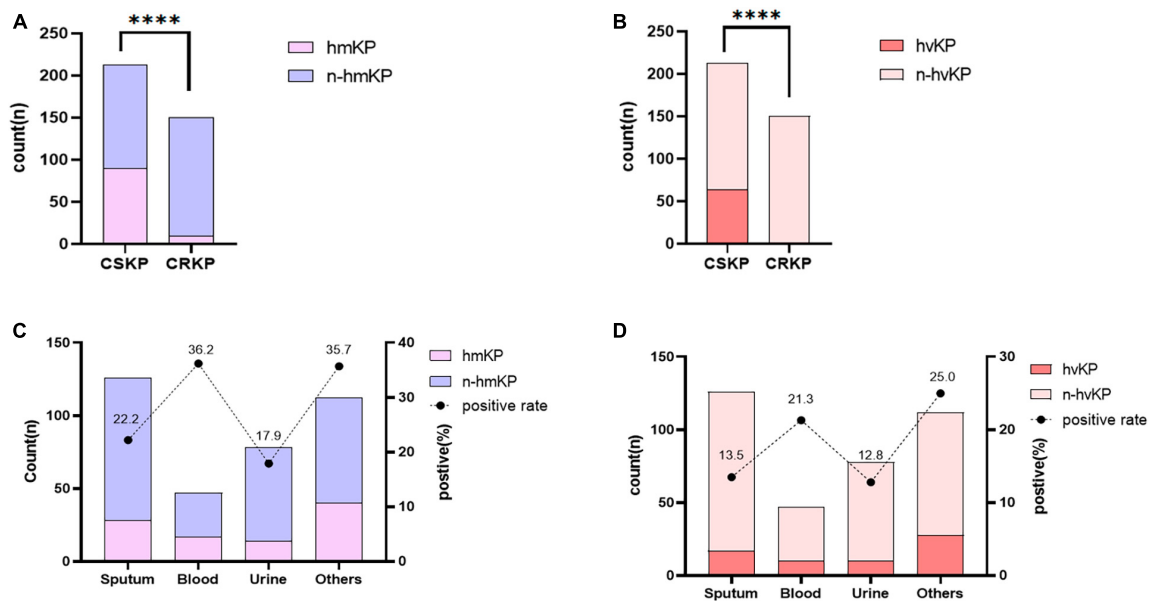 A
****
250
200
150
100
50
0
count(n)
CSKP
CRKP
hmKP
n-hmKP
B
****
250
200
150
100
50
0
count(n)
CSKP
CRKP
hvKP
n-hvKP
C
150
100
50
0
Count(n)
22.2
36.2
17.9
35.7
40
30
20
10
0
postive(%)
Sputum
Blood
Urine
Others
hmKP
n-hmKP
positive rate
D
150
100
50
0
count(n)
13.5
21.3
12.8
25.0
30
20
10
0
positive(%)
Sputum
Blood
Urine
Others
hvKP
n-hvKP
positive rate